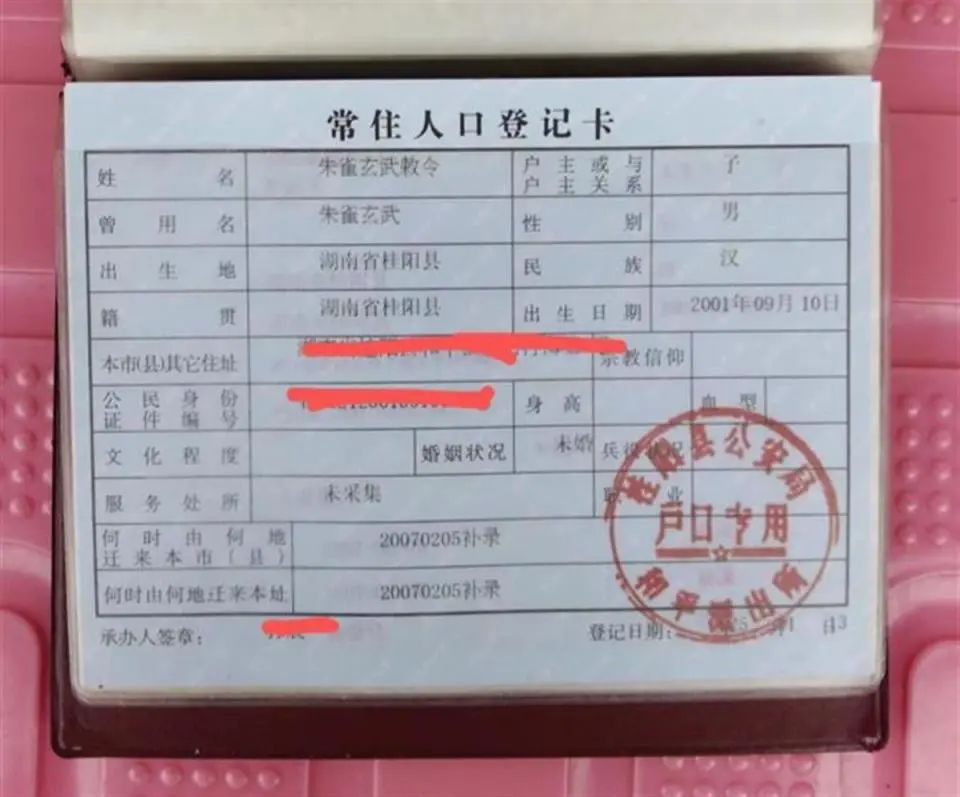 常住人口登记卡
姓名 朱雀玄武敕令 户主或与户主关系 子
曾用名 朱雀玄武 性别 男
出生地 湖南省桂阳县 民族 汉
籍贯 湖南省桂阳县 出生日期 2001年09月10日
本市(县)其它住址 宗教信仰
公民身份证件编号 身高 血型
文化程度 婚姻状况 未婚 兵役状况
服务处所 未采集 职业
何时由何地迁来本市(县) 20070205补录
何时由何地迁来本址 20070205补录
承办人签章: 登记日期:
桂阳县公安局
户口专用